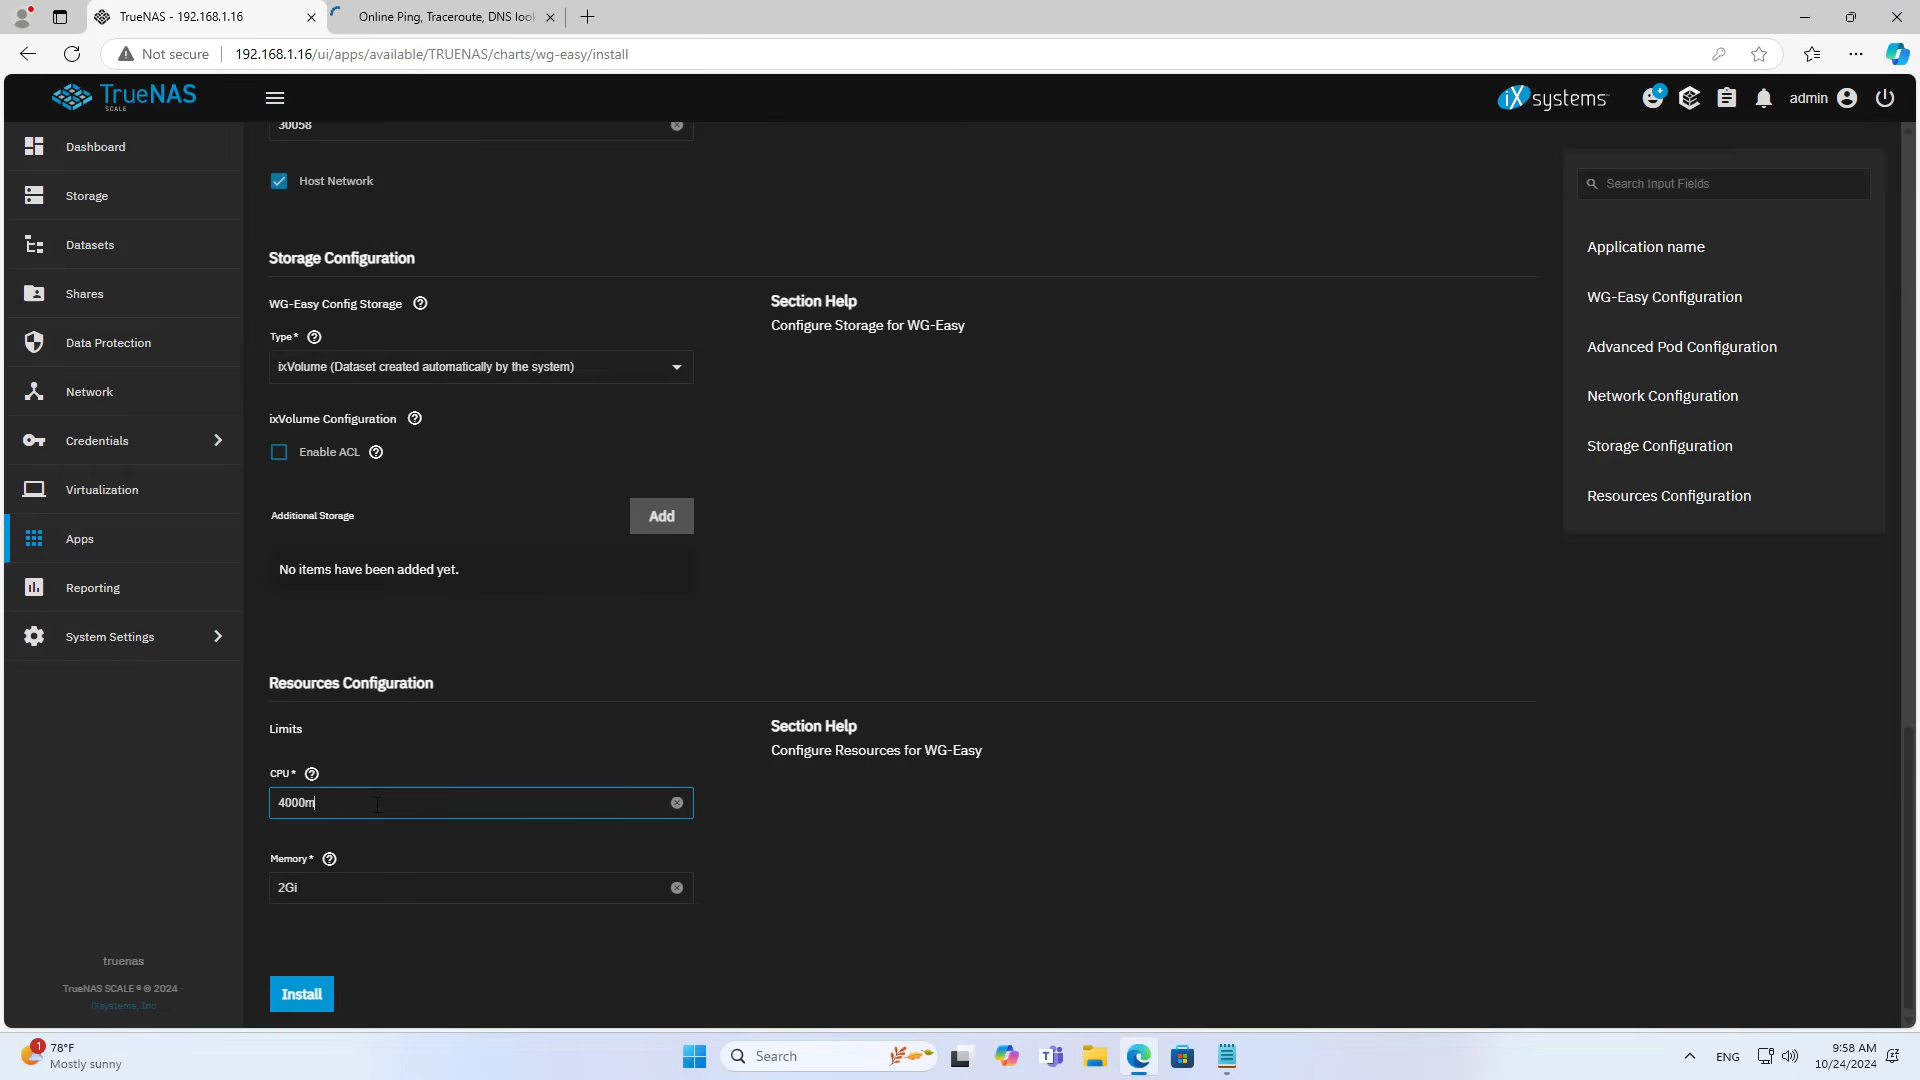 TrueNAS - 192.168.1.16
Online Ping, Traceroute, DNS look
Not secure
192.168.1.16/ui/apps/available/TRUENAS/charts/wg-easy/install
TrueNAS
SCALE
iXsystems
admin
Dashboard
Storage
Datasets
Shares
Data Protection
Network
Credentials
Virtualization
Apps
Reporting
System Settings
truenas
TrueNAS SCALE ® © 2024
iXsystems, Inc
30058
Host Network
Storage Configuration
WG-Easy Config Storage
Type *
ixVolume (Dataset created automatically by the system)
ixVolume Configuration
Enable ACL
Additional Storage
Add
No items have been added yet.
Section Help
Configure Storage for WG-Easy
Resources Configuration
Limits
CPU *
4000m
Memory *
2Gi
Section Help
Configure Resources for WG-Easy
Install
Search Input Fields
Application name
WG-Easy Configuration
Advanced Pod Configuration
Network Configuration
Storage Configuration
Resources Configuration
1
78°F
Mostly sunny
Search
ENG
9:58 AM
10/24/2024